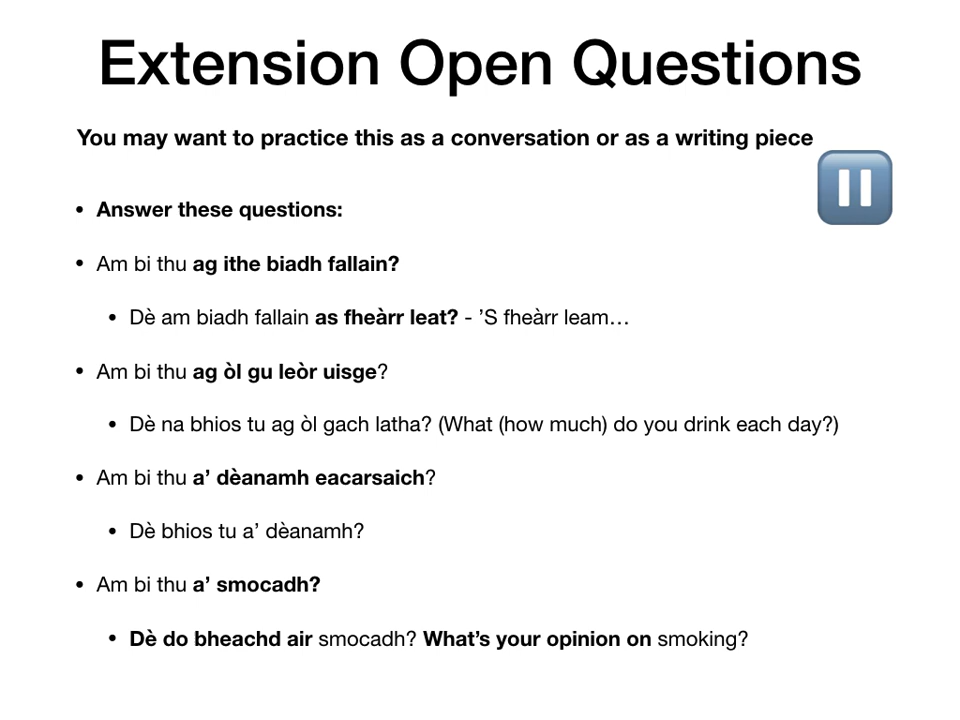 Extension Open Questions
You may want to practice this as a conversation or as a writing piece
• Answer these questions:
• Am bi thu ag ithe biadh fallain?
• Dè am biadh fallain as fheàrr leat? - ’S fheàrr leam…
• Am bi thu ag òl gu leòr uisge?
• Dè na bhios tu ag òl gach latha? (What (how much) do you drink each day?)
• Am bi thu a’ dèanamh eacarsaich?
• Dè bhios tu a’ dèanamh?
• Am bi thu a’ smocadh?
• Dè do bheachd air smocadh? What’s your opinion on smoking?